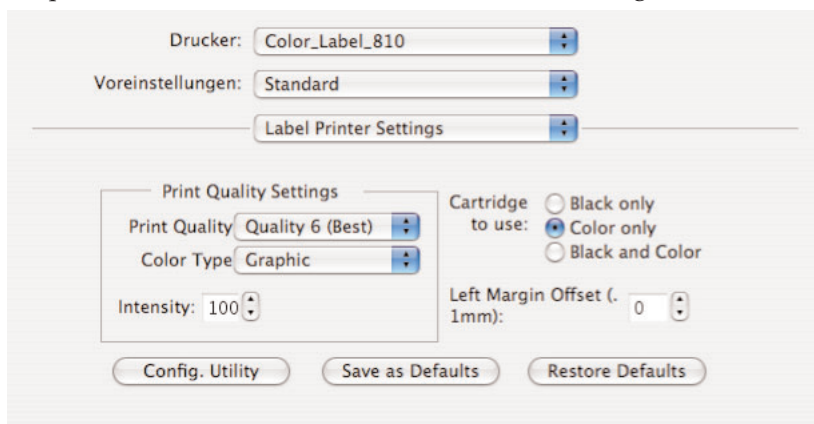 Drucker: Color_Label_810
Voreinstellungen: Standard
Label Printer Settings
Print Quality Settings
Print Quality Quality 6 (Best)
Color Type Graphic
Intensity: 100
Cartridge to use:
Black only
Color only
Black and Color
Left Margin Offset (.
1mm): 0
Config. Utility Save as Defaults Restore Defaults